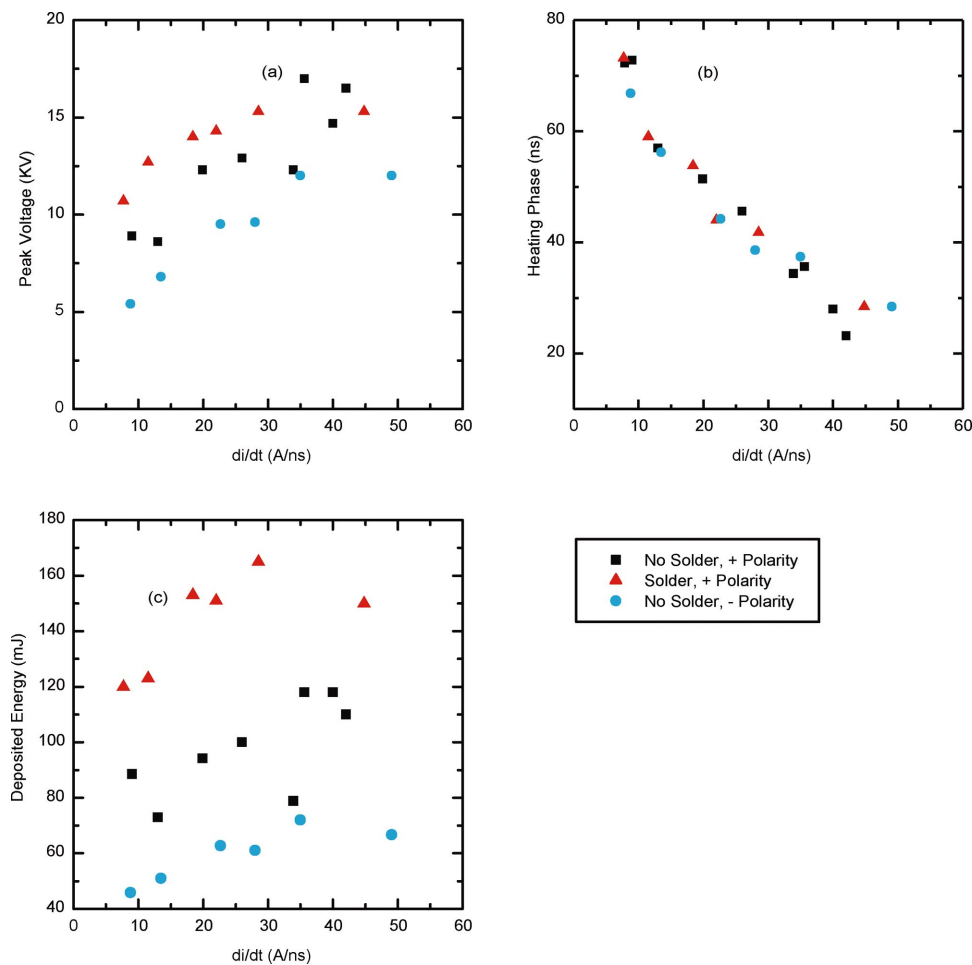 20
15
10
5
0
Peak Voltage (KV)
(a)
0 10 20 30 40 50 60
di/dt (A/ns)
80
60
40
20
Heating Phase (ns)
(b)
0 10 20 30 40 50 60
di/dt (A/ns)
180
160
140
120
100
80
60
40
Deposited Energy (mJ)
(c)
0 10 20 30 40 50 60
di/dt (A/ns)
No Solder, + Polarity
Solder, + Polarity
No Solder, - Polarity